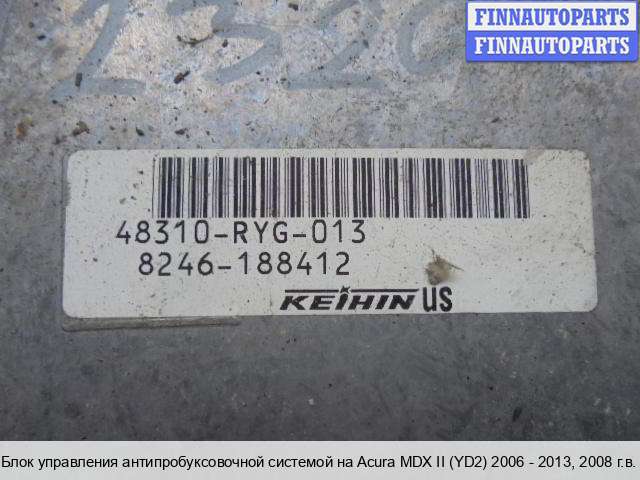 FINNAUTOPARTS
FINNAUTOPARTS
48310-RYG-013
8246-188412
KEIHIN US
Блок управления антипробуксовочной системой на Acura MDX II (YD2) 2006 - 2013, 2008 г.в.